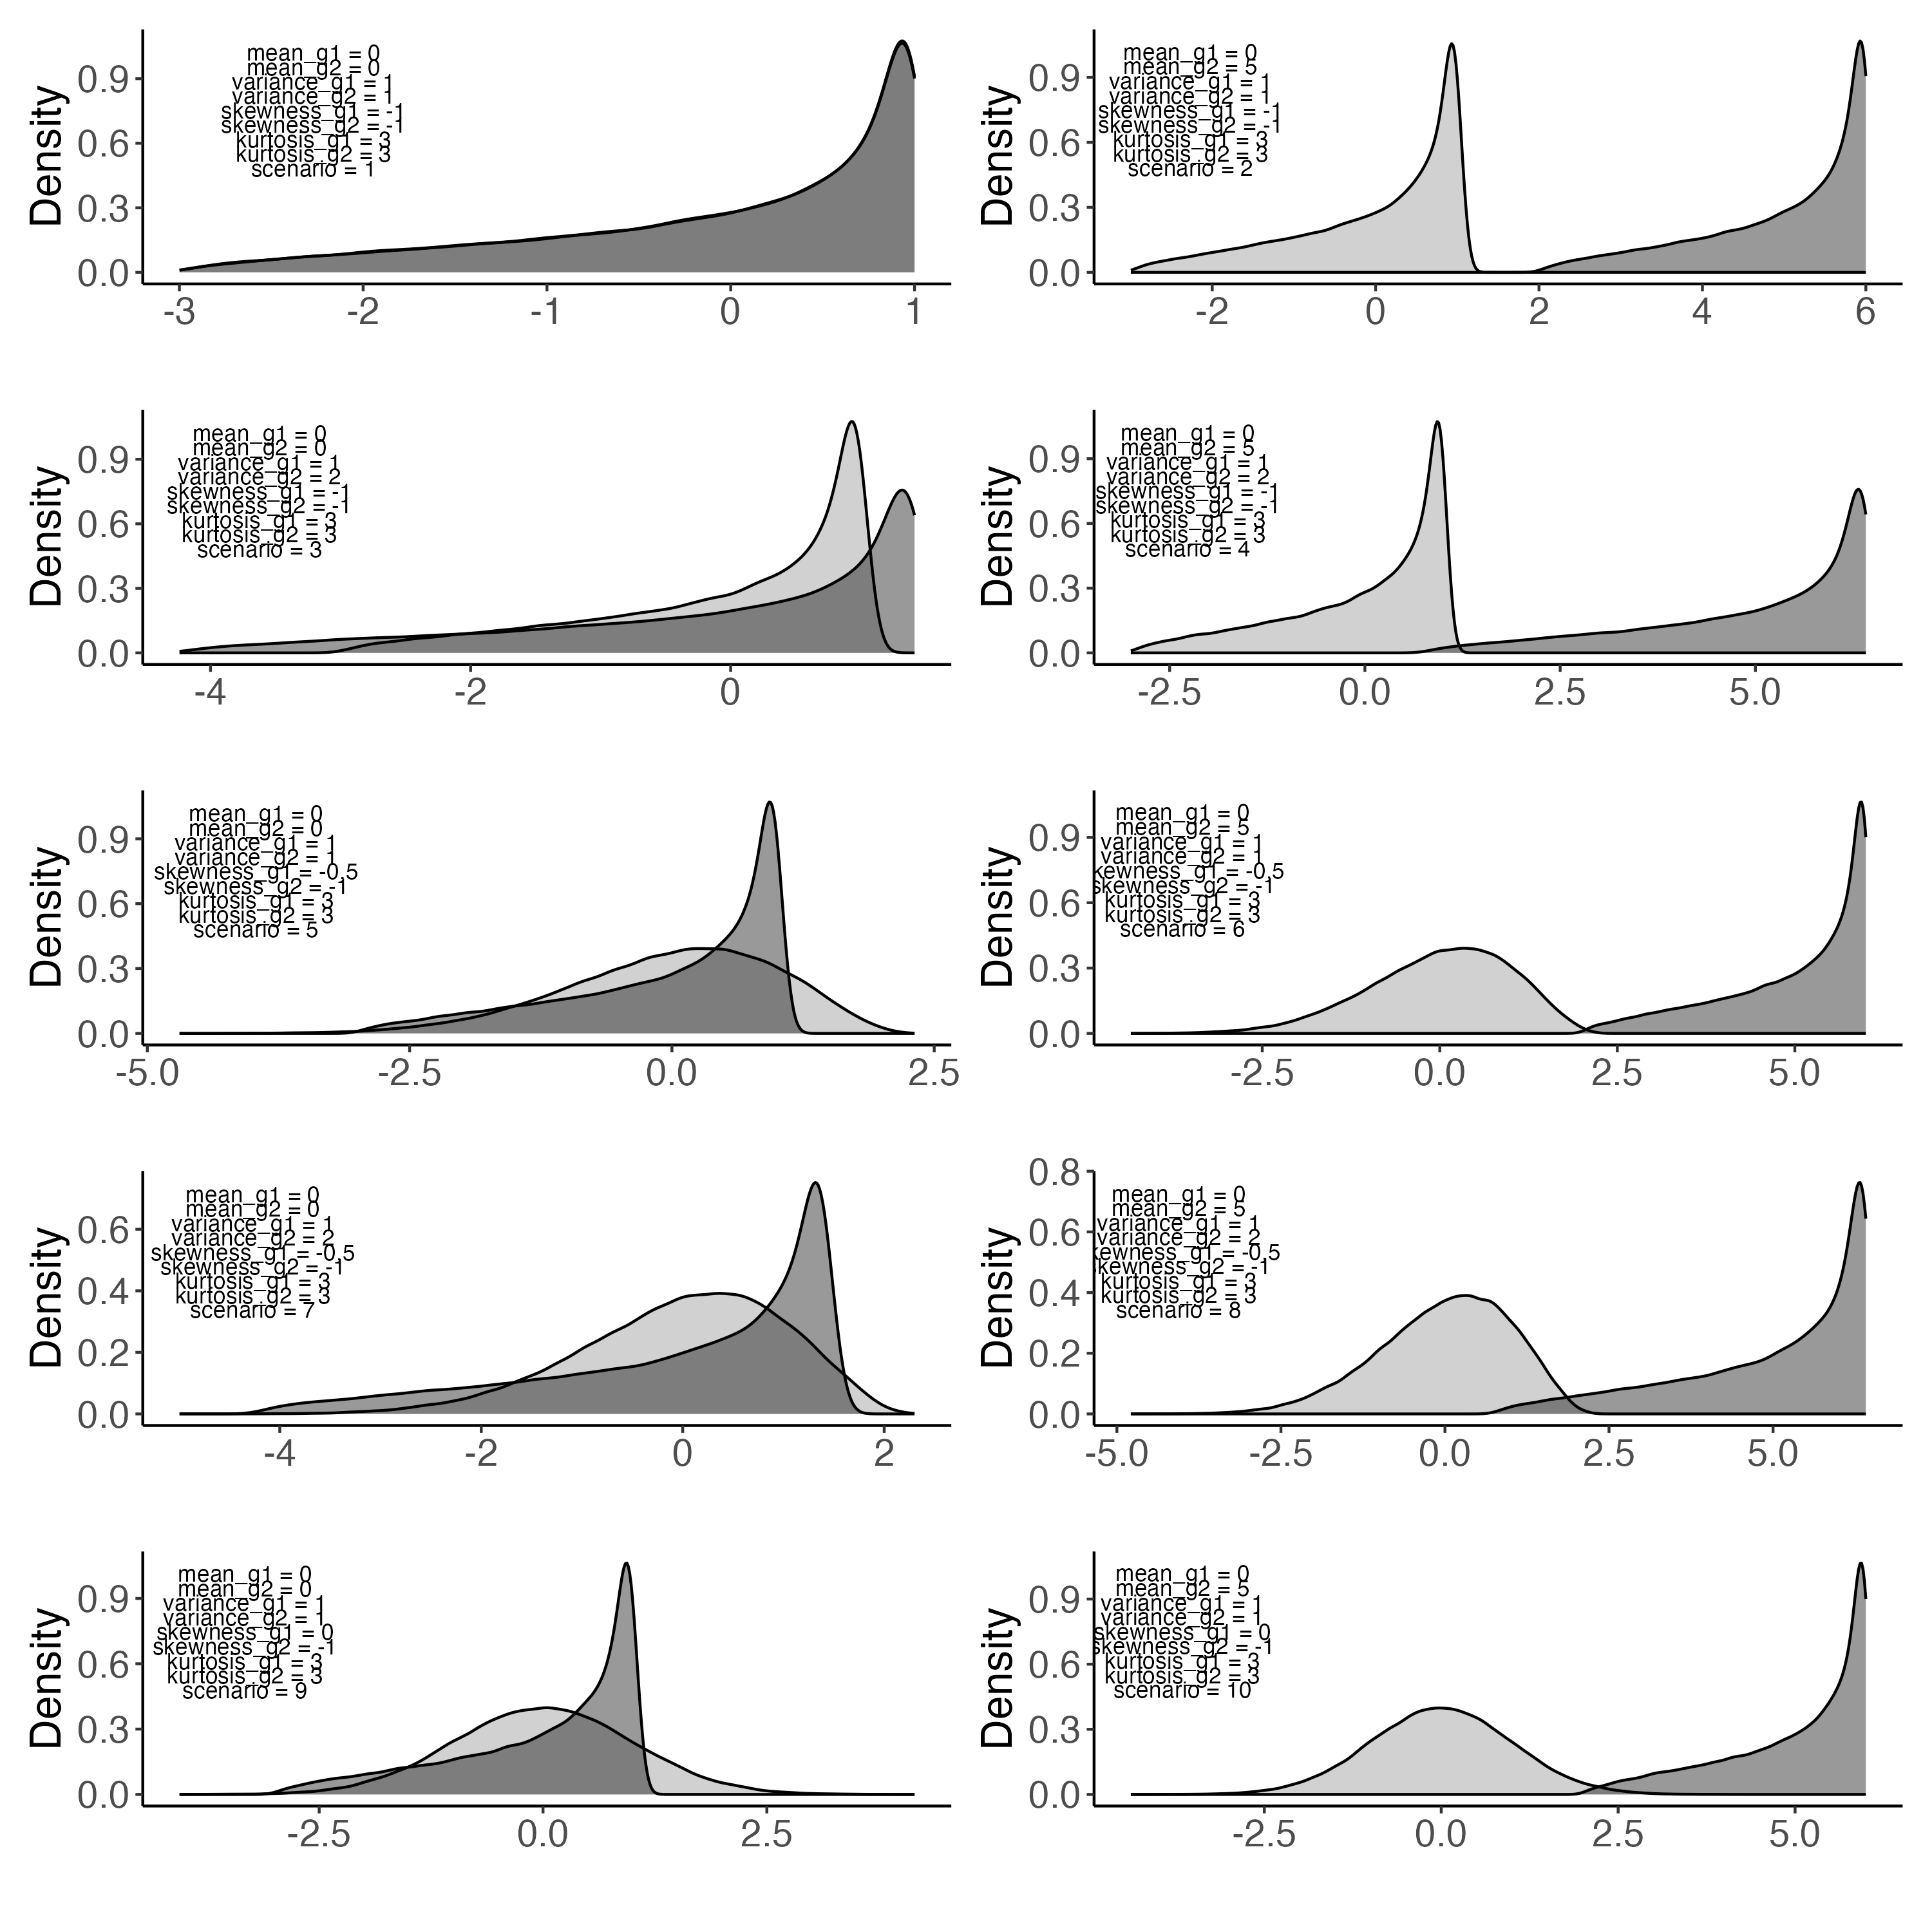 mean_g1 = 0
mean_g2 = 0
variance_g1 = 1
variance_g2 = 1
skewness_g1 = -1
skewness_g2 = -1
kurtosis_g1 = 3
kurtosis_g2 = 3
scenario = 1
Density
0.9
0.6
0.3
0.0
-3 -2 -1 0 1
mean_g1 = 0
mean_g2 = 5
variance_g1 = 1
variance_g2 = 1
skewness_g1 = -1
skewness_g2 = -1
kurtosis_g1 = 3
kurtosis_g2 = 3
scenario = 2
Density
0.9
0.6
0.3
0.0
-2 0 2 4 6
mean_g1 = 0
mean_g2 = 0
variance_g1 = 1
variance_g2 = 2
skewness_g1 = -1
skewness_g2 = -1
kurtosis_g1 = 3
kurtosis_g2 = 3
scenario = 3
Density
0.9
0.6
0.3
0.0
-4 -2 0
mean_g1 = 0
mean_g2 = 5
variance_g1 = 1
variance_g2 = 2
skewness_g1 = -1
skewness_g2 = -1
kurtosis_g1 = 3
kurtosis_g2 = 3
scenario = 4
Density
0.9
0.6
0.3
0.0
-2.5 0.0 2.5 5.0
mean_g1 = 0
mean_g2 = 0
variance_g1 = 1
variance_g2 = 1
skewness_g1 = -0.5
skewness_g2 = -1
kurtosis_g1 = 3
kurtosis_g2 = 3
scenario = 5
Density
0.9
0.6
0.3
0.0
-5.0 -2.5 0.0 2.5
mean_g1 = 0
mean_g2 = 5
variance_g1 = 1
variance_g2 = 1
kewness_g1 = -0.5
skewness_g2 = -1
kurtosis_g1 = 3
kurtosis_g2 = 3
scenario = 6
Density
0.9
0.6
0.3
0.0
-2.5 0.0 2.5 5.0
mean_g1 = 0
mean_g2 = 0
variance_g1 = 1
variance_g2 = 2
skewness_g1 = -0.5
skewness_g2 = -1
kurtosis_g1 = 3
kurtosis_g2 = 3
scenario = 7
Density
0.6
0.4
0.2
0.0
-4 -2 0 2
mean_g1 = 0
mean_g2 = 5
variance_g1 = 1
variance_g2 = 2
kewness_g1 = -0.5
skewness_g2 = -1
kurtosis_g1 = 3
kurtosis_g2 = 3
scenario = 8
Density
0.8
0.6
0.4
0.2
0.0
-5.0 -2.5 0.0 2.5 5.0
mean_g1 = 0
mean_g2 = 0
variance_g1 = 1
variance_g2 = 1
skewness_g1 = 0
skewness_g2 = -1
kurtosis_g1 = 3
kurtosis_g2 = 3
scenario = 9
Density
0.9
0.6
0.3
0.0
-2.5 0.0 2.5
mean_g1 = 0
mean_g2 = 5
variance_g1 = 1
variance_g2 = 1
skewness_g1 = 0
skewness_g2 = -1
kurtosis_g1 = 3
kurtosis_g2 = 3
scenario = 10
Density
0.9
0.6
0.3
0.0
-2.5 0.0 2.5 5.0